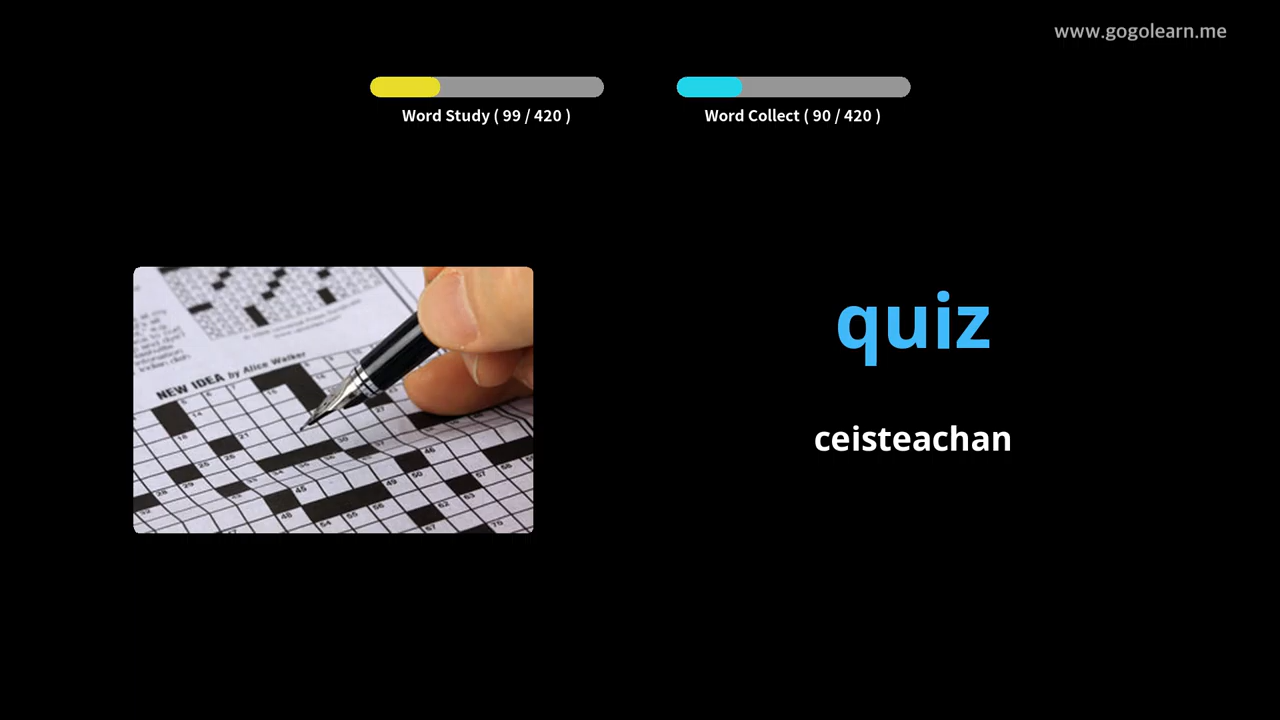 www.gogolearn.me
Word Study ( 99 / 420 )
Word Collect ( 90 / 420 )
NEW IDEA by Alice Walker
quiz
ceisteachan